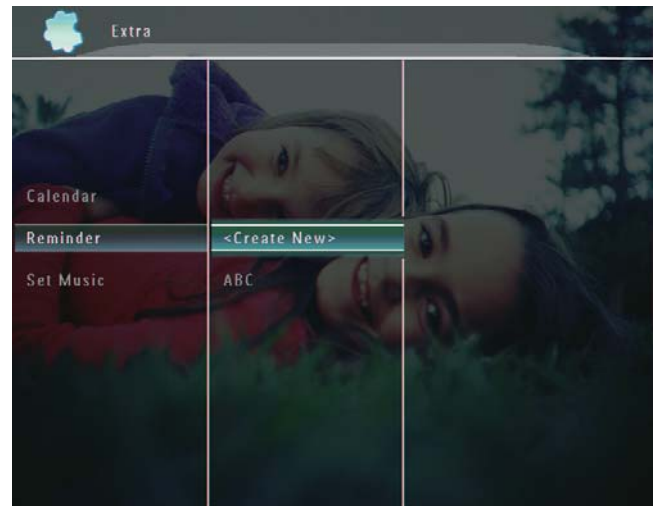 Extra
Calendar
Reminder
<Create New>
Set Music
ABC